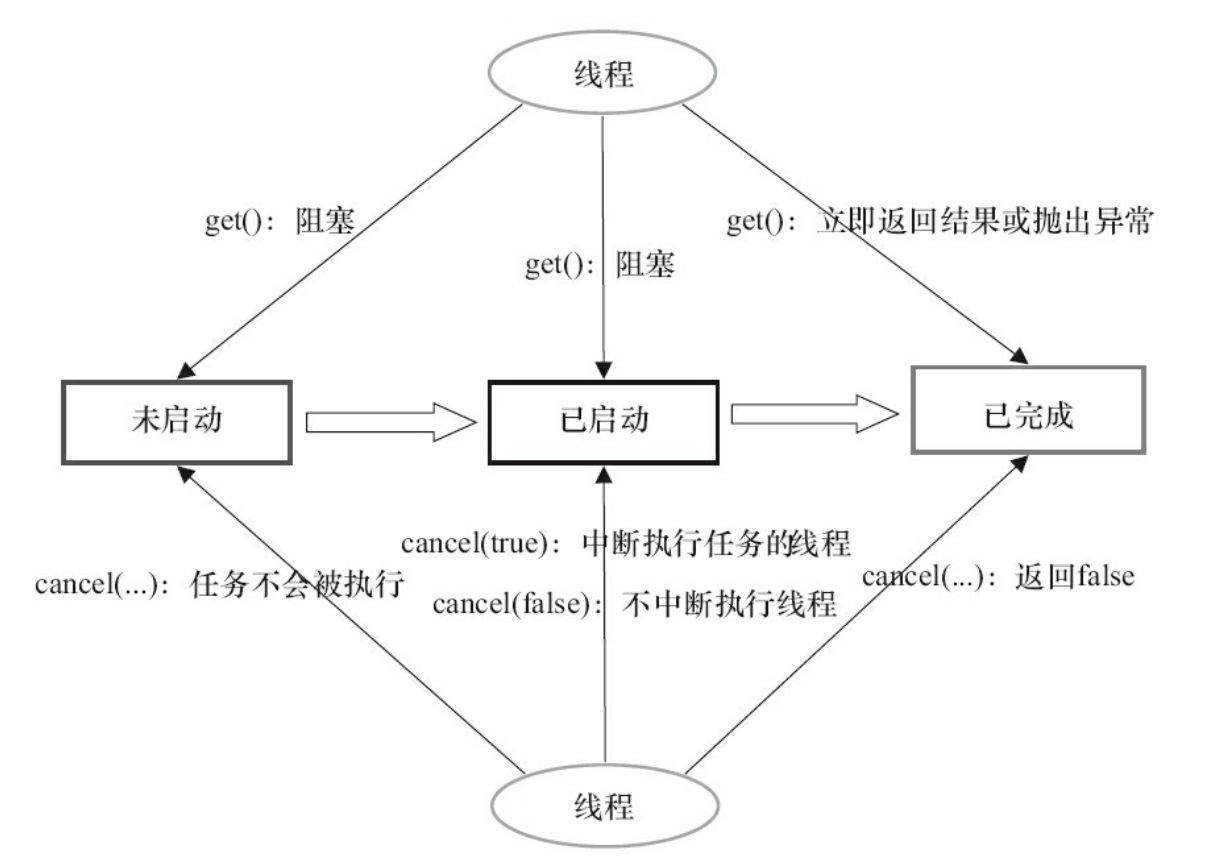 线程
get()：阻塞
get()：立即返回结果或抛出异常
get()：阻塞
未启动
已启动
已完成
cancel(true)：中断执行任务的线程
cancel(...)：任务不会被执行
cancel(...)：返回false
cancel(false)：不中断执行线程
线程